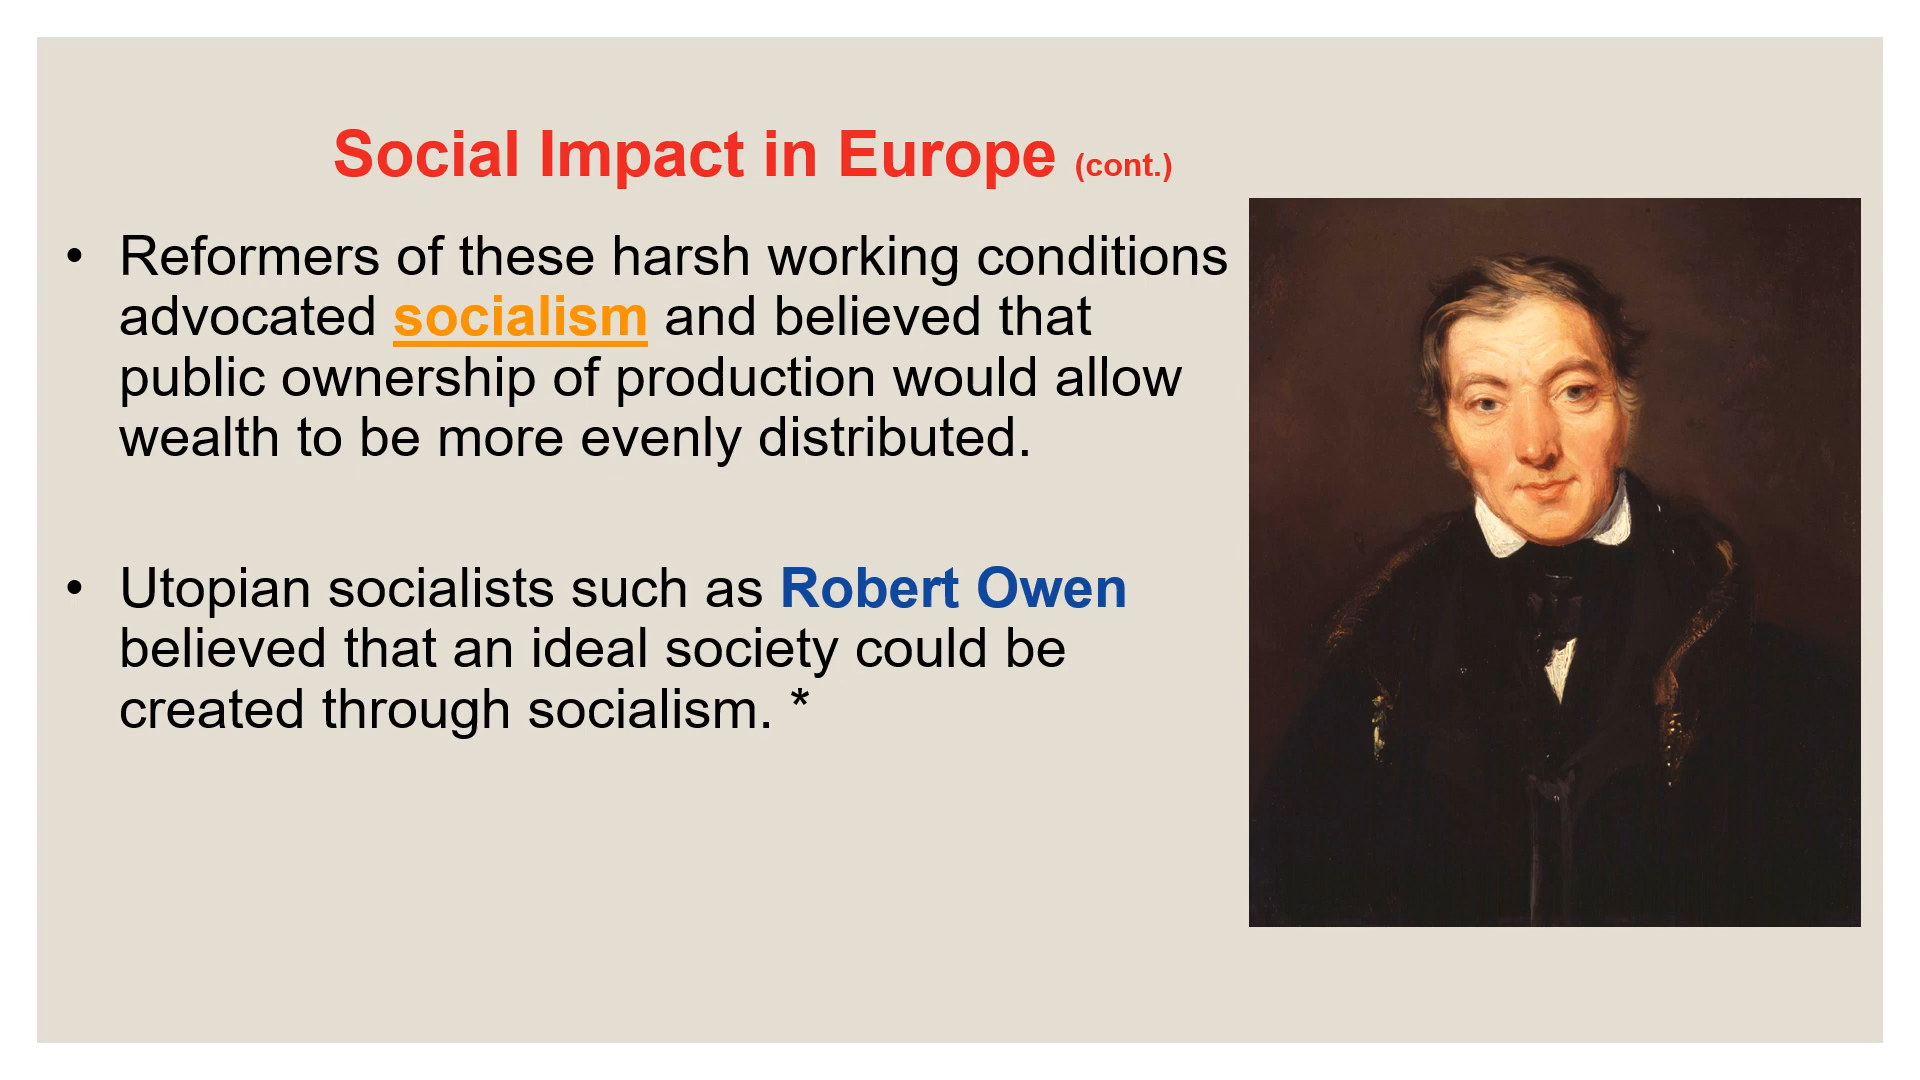 Social Impact in Europe (cont.)
• Reformers of these harsh working conditions
advocated socialism and believed that
public ownership of production would allow
wealth to be more evenly distributed.
• Utopian socialists such as Robert Owen
believed that an ideal society could be
created through socialism. *